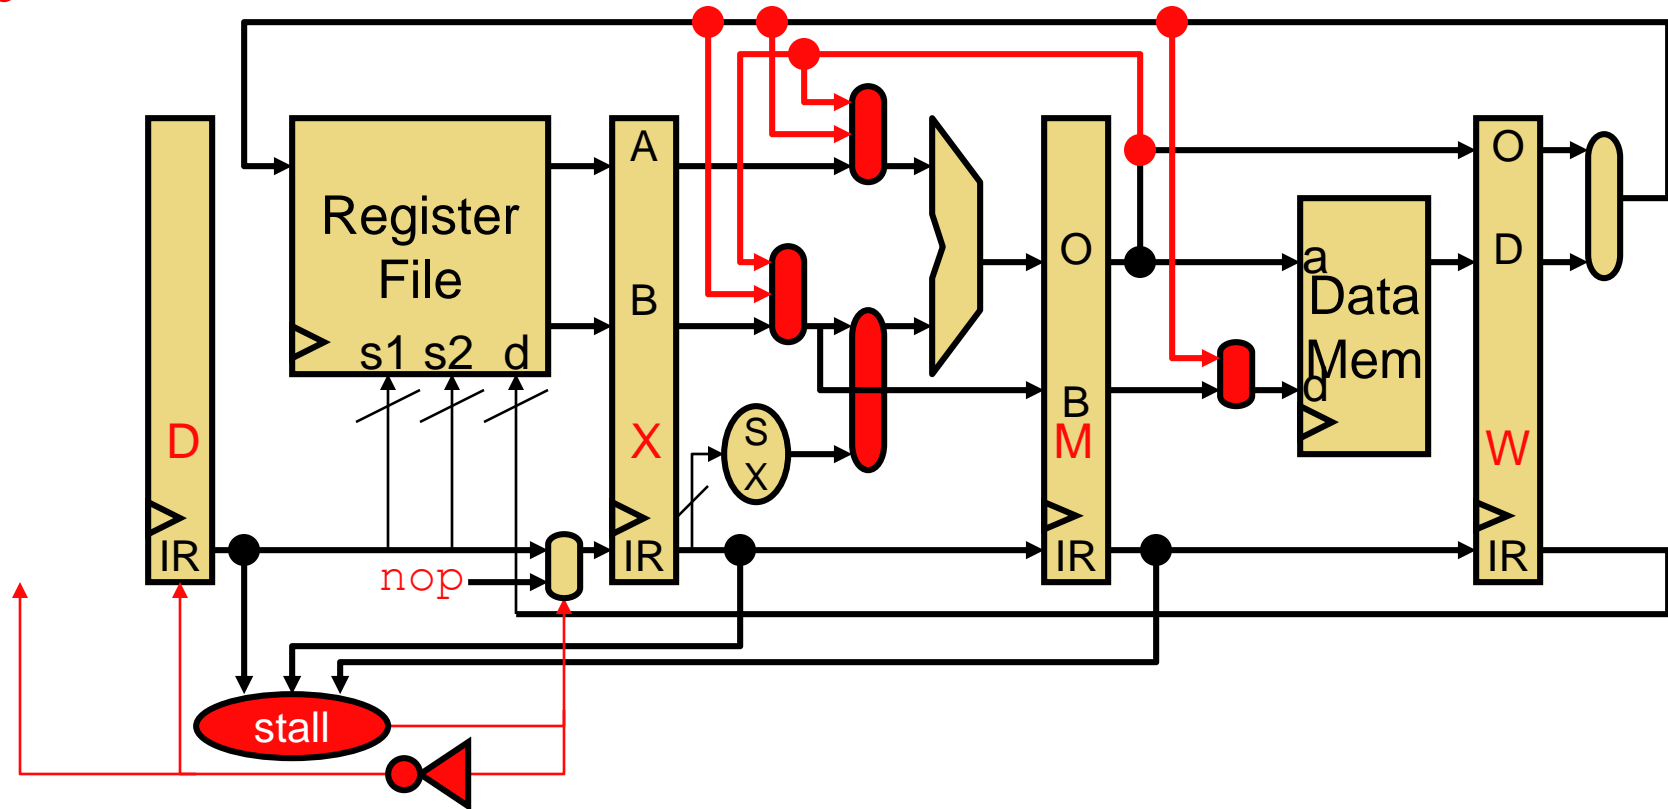 A
O
Register
File
O
D
B
a
Data
Mem
d
s1 s2 d
S
X
B
D
X
M
W
IR
IR
IR
IR
nop
stall